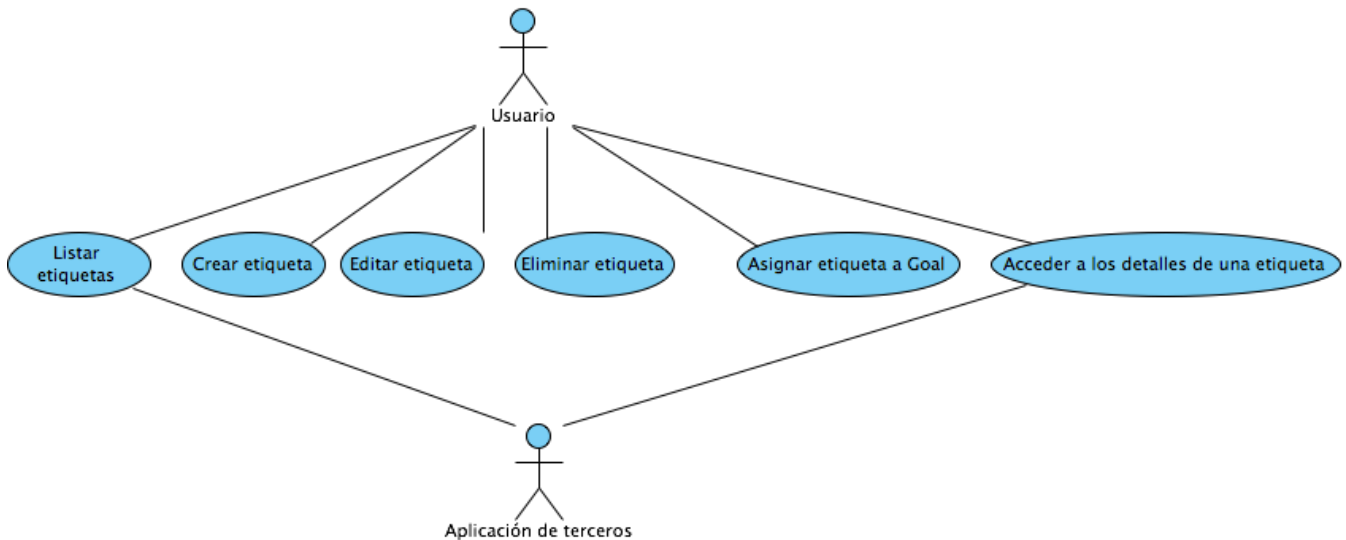 Usuario
Listar
etiquetas
Crear etiqueta
Editar etiqueta
Eliminar etiqueta
Asignar etiqueta a Goal
Acceder a los detalles de una etiqueta
Aplicación de terceros